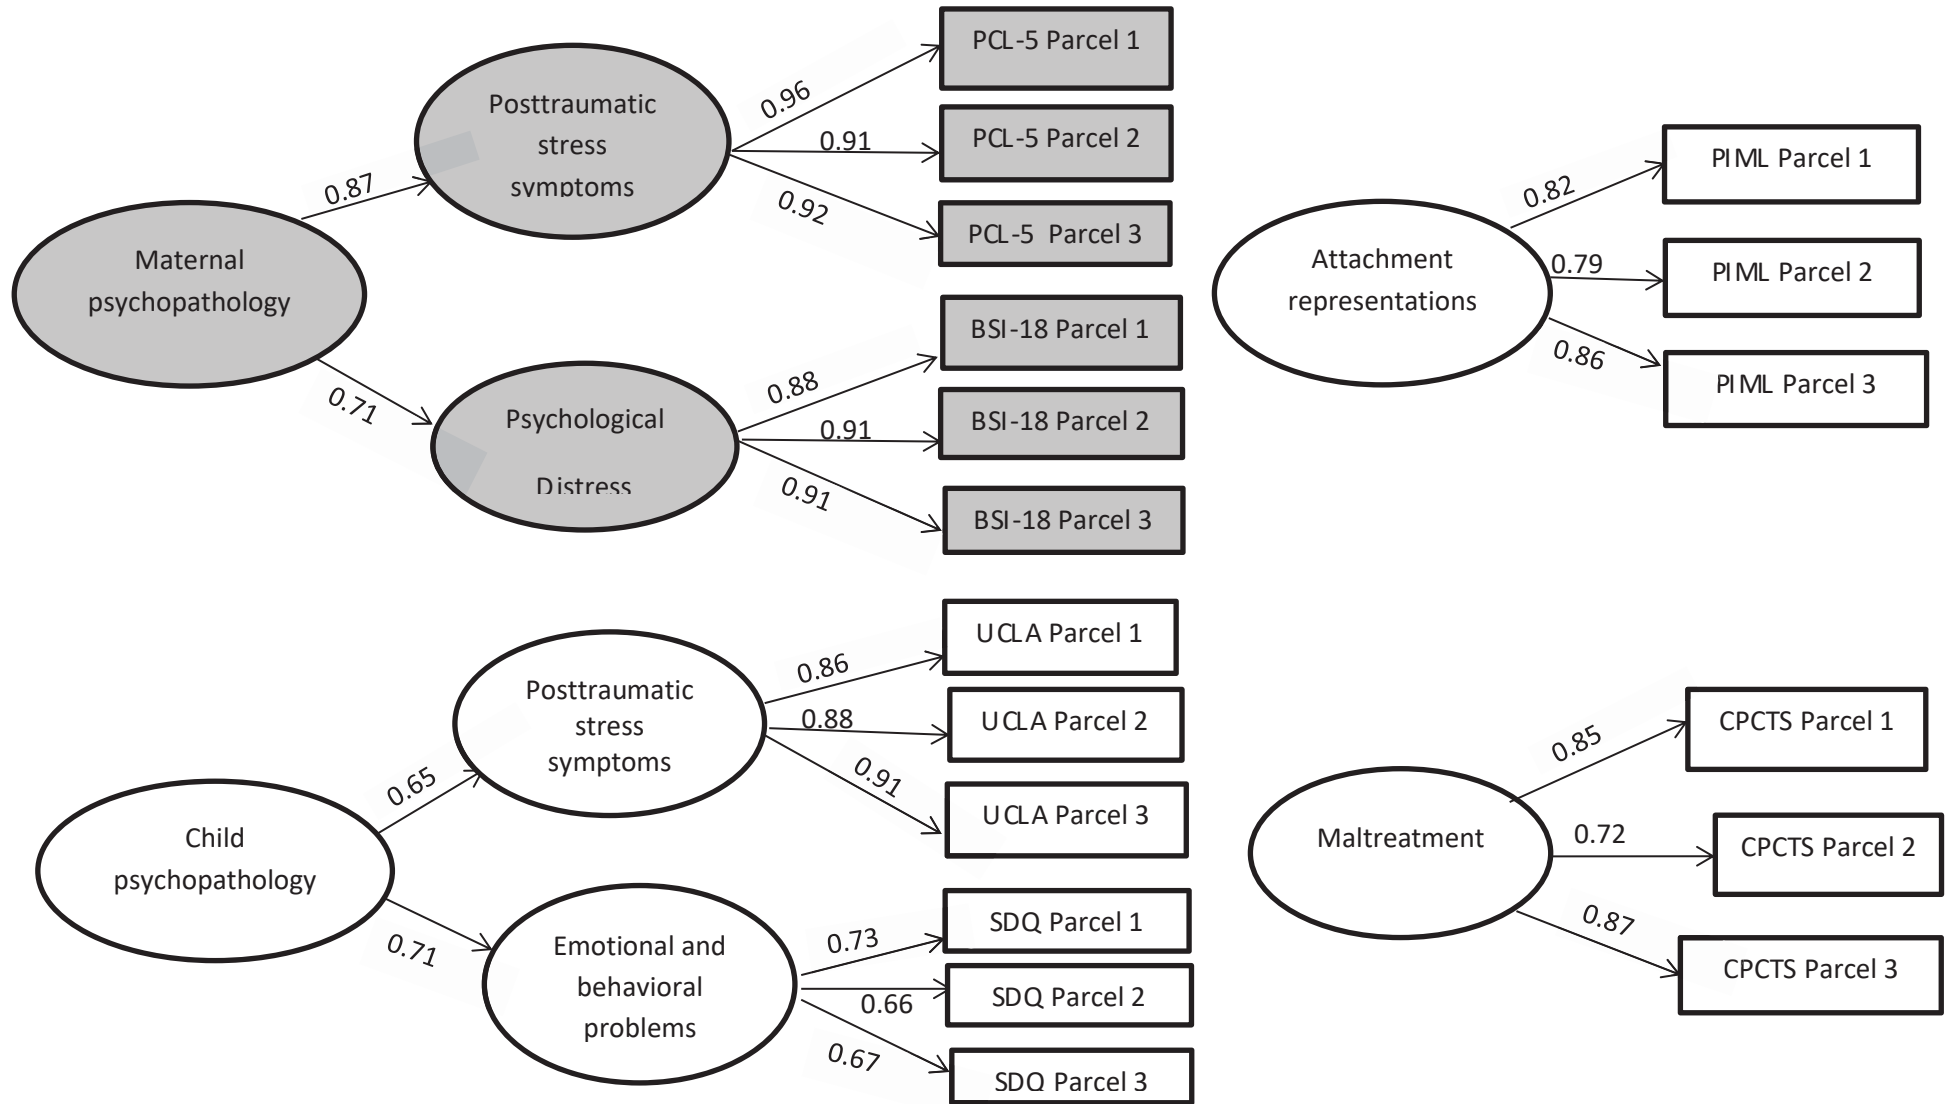 PCL-5 Parcel 1
Posttraumatic
stress
symptoms
0.96
0.91
PCL-5 Parcel 2
0.92
PCL-5 Parcel 3
0.87
Maternal
psychopathology
0.71
Psychological
Distress
0.88
BSI-18 Parcel 1
0.91
BSI-18 Parcel 2
0.91
BSI-18 Parcel 3
Attachment
representations
0.82
PIML Parcel 1
0.79
PIML Parcel 2
0.86
PIML Parcel 3
Child
psychopathology
0.65
Posttraumatic
stress
symptoms
0.86
UCLA Parcel 1
0.88
UCLA Parcel 2
0.91
UCLA Parcel 3
0.71
Emotional and
behavioral
problems
0.73
SDQ Parcel 1
0.66
SDQ Parcel 2
0.67
SDQ Parcel 3
Maltreatment
0.85
CPCTS Parcel 1
0.72
CPCTS Parcel 2
0.87
CPCTS Parcel 3